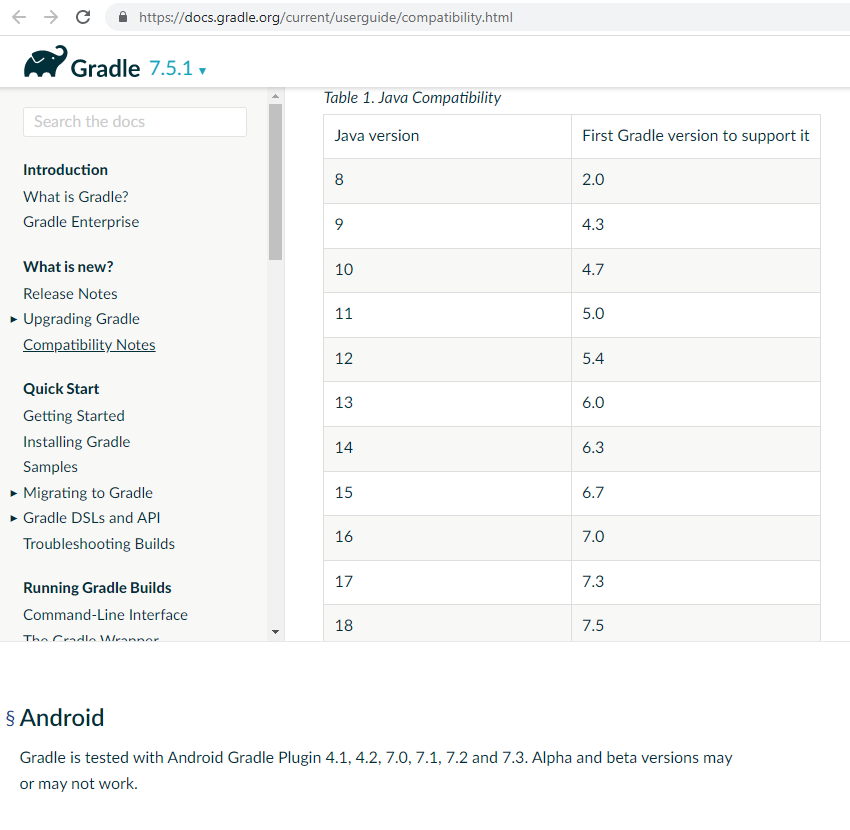 https://docs.gradle.org/current/userguide/compatibility.html
Gradle 7.5.1 ▾
Search the docs
Introduction
What is Gradle?
Gradle Enterprise
What is new?
Release Notes
▸ Upgrading Gradle
Compatibility Notes
Quick Start
Getting Started
Installing Gradle
Samples
▸ Migrating to Gradle
▸ Gradle DSLs and API
Troubleshooting Builds
Running Gradle Builds
Command-Line Interface
The Gradle Wrapper
Table 1. Java Compatibility
Java version First Gradle version to support it
8 2.0
9 4.3
10 4.7
11 5.0
12 5.4
13 6.0
14 6.3
15 6.7
16 7.0
17 7.3
18 7.5
§ Android
Gradle is tested with Android Gradle Plugin 4.1, 4.2, 7.0, 7.1, 7.2 and 7.3. Alpha and beta versions may
or may not work.